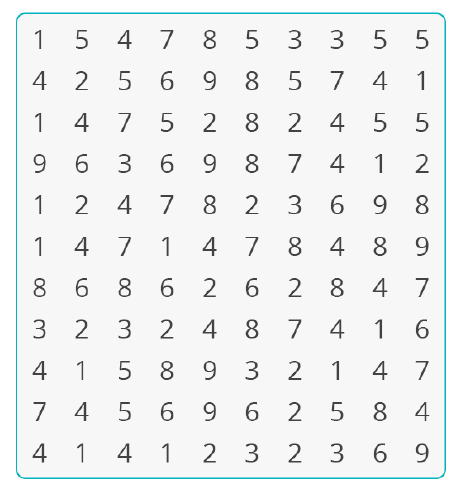 1 5 4 7 8 5 3 3 5 5
4 2 5 6 9 8 5 7 4 1
1 4 7 5 2 8 2 4 5 5
9 6 3 6 9 8 7 4 1 2
1 2 4 7 8 2 3 6 9 8
1 4 7 1 4 7 8 4 8 9
8 6 8 6 2 6 2 8 4 7
3 2 3 2 4 8 7 4 1 6
4 1 5 8 9 3 2 1 4 7
7 4 5 6 9 6 2 5 8 4
4 1 4 1 2 3 2 3 6 9